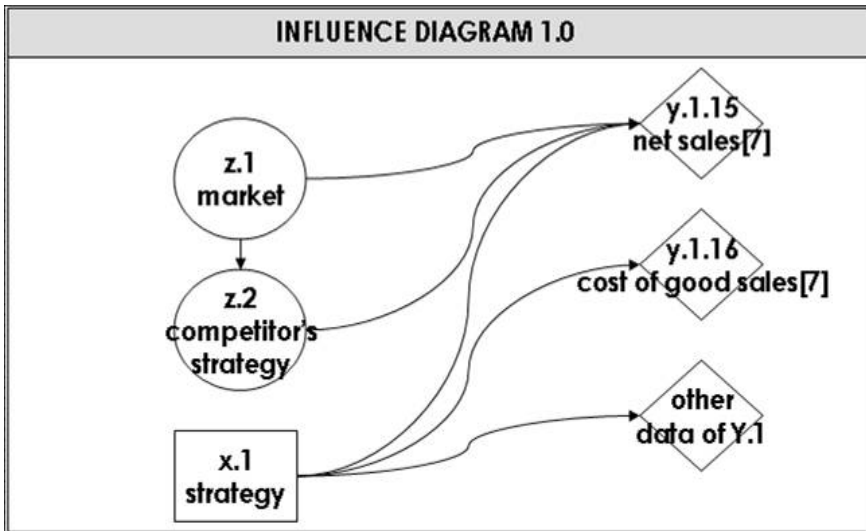 INFLUENCE DIAGRAM 1.0
z.1
market
z.2
competitor's
strategy
x.1
strategy
y.1.15
net sales[7]
y.1.16
cost of good sales[7]
other
data of Y.1